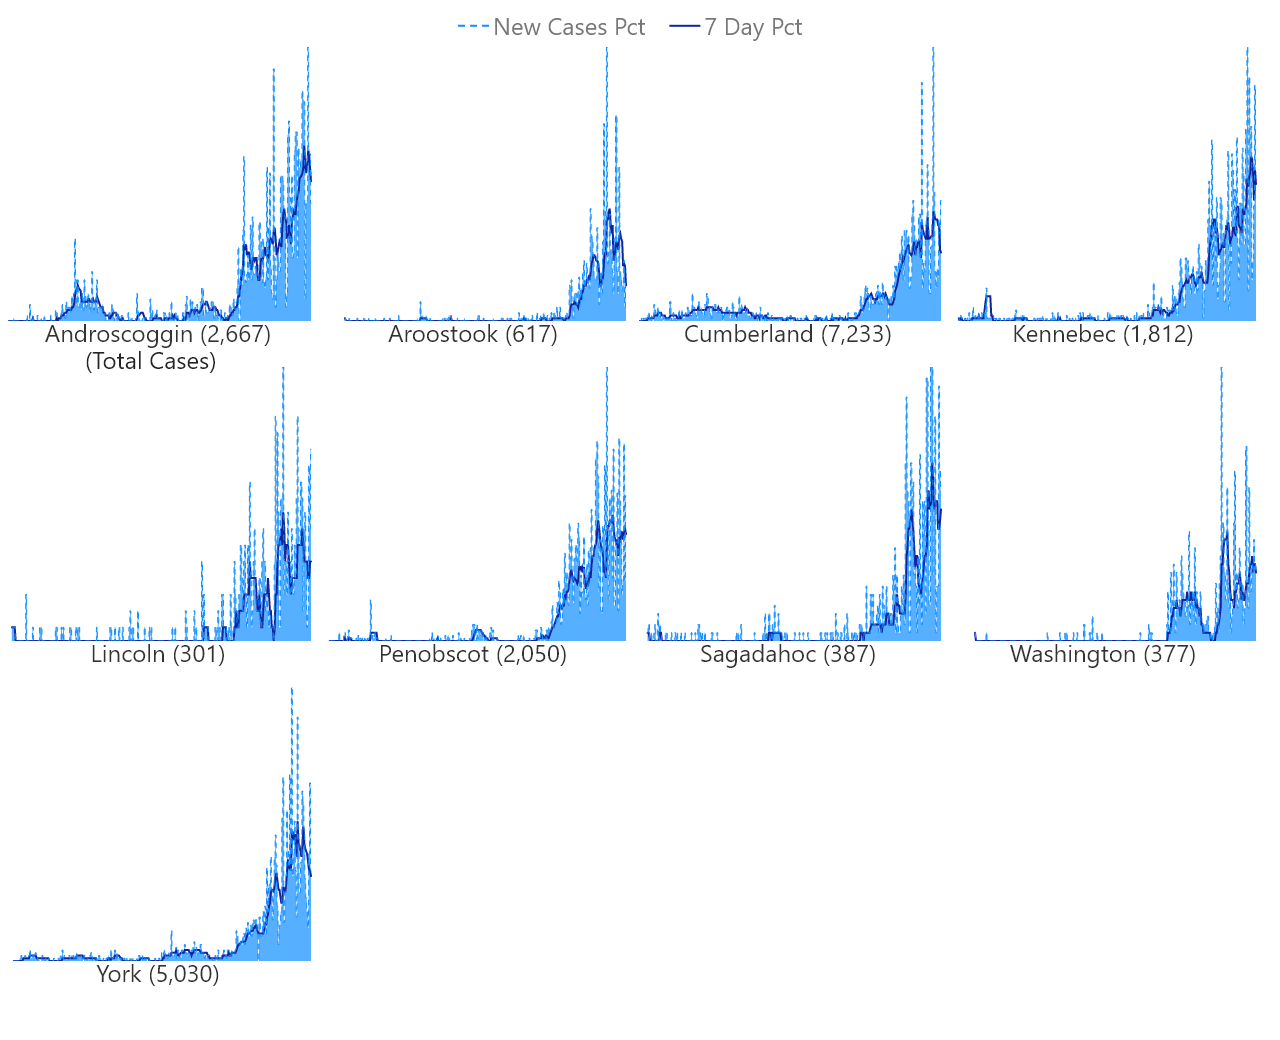 New Cases Pct 7 Day Pct
Androscoggin (2,667)
(Total Cases)
Aroostook (617)
Cumberland (7,233)
Kennebec (1,812)
Lincoln (301)
Penobscot (2,050)
Sagadahoc (387)
Washington (377)
York (5,030)